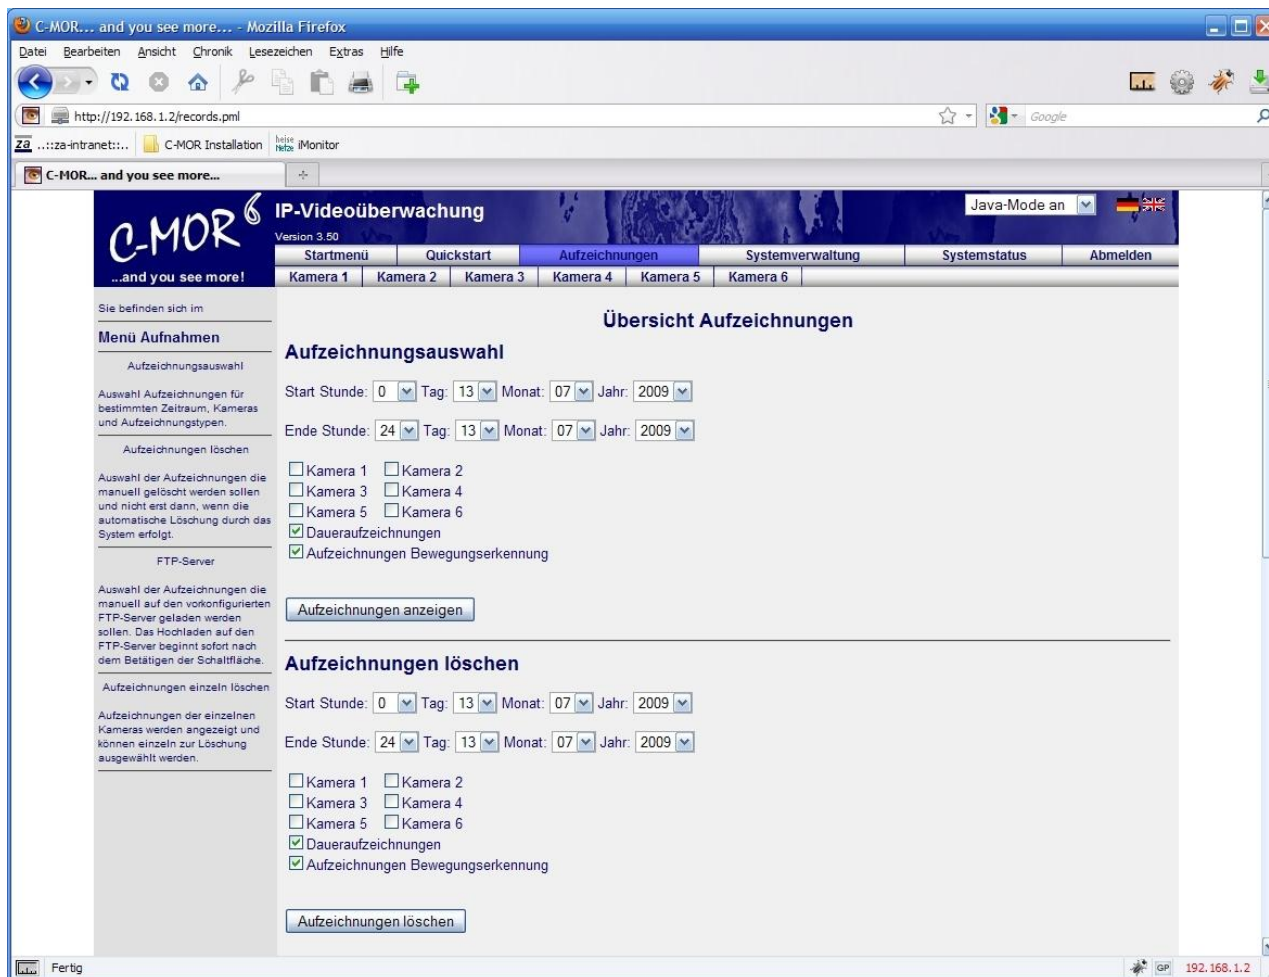 C-MOR... and you see more... - Mozilla Firefox
Datei Bearbeiten Ansicht Chronik Lesezeichen Extras Hilfe
http://192.168.1.2/records.pml
Google
za ..::za-intranet::.. C-MOR Installation heise Netze iMonitor
C-MOR... and you see more...
C-MOR 6
...and you see more!
IP-Videoüberwachung
Version 3.50
Java-Mode an
Startmenü Quickstart Aufzeichnungen Systemverwaltung Systemstatus Abmelden
Kamera 1 Kamera 2 Kamera 3 Kamera 4 Kamera 5 Kamera 6
Sie befinden sich im
Menü Aufnahmen
Aufzeichnungsauswahl
Auswahl Aufzeichnungen für
bestimmten Zeitraum, Kameras
und Aufzeichnungstypen.
Aufzeichnungen löschen
Auswahl der Aufzeichnungen die
manuell gelöscht werden sollen
und nicht erst dann, wenn die
automatische Löschung durch das
System erfolgt.
FTP-Server
Auswahl der Aufzeichnungen die
manuell auf den vorkonfigurierten
FTP-Server geladen werden
sollen. Das Hochladen auf den
FTP-Server beginnt sofort nach
dem Betätigen der Schaltfläche.
Aufzeichnungen einzeln löschen
Aufzeichnungen der einzelnen
Kameras werden angezeigt und
können einzeln zur Löschung
ausgewählt werden.
Übersicht Aufzeichnungen
Aufzeichnungsauswahl
Start Stunde: 0 Tag: 13 Monat: 07 Jahr: 2009
Ende Stunde: 24 Tag: 13 Monat: 07 Jahr: 2009
Kamera 1 Kamera 2
Kamera 3 Kamera 4
Kamera 5 Kamera 6
Daueraufzeichnungen
Aufzeichnungen Bewegungserkennung
Aufzeichnungen anzeigen
Aufzeichnungen löschen
Start Stunde: 0 Tag: 13 Monat: 07 Jahr: 2009
Ende Stunde: 24 Tag: 13 Monat: 07 Jahr: 2009
Kamera 1 Kamera 2
Kamera 3 Kamera 4
Kamera 5 Kamera 6
Daueraufzeichnungen
Aufzeichnungen Bewegungserkennung
Aufzeichnungen löschen
Fertig
GP 192.168.1.2